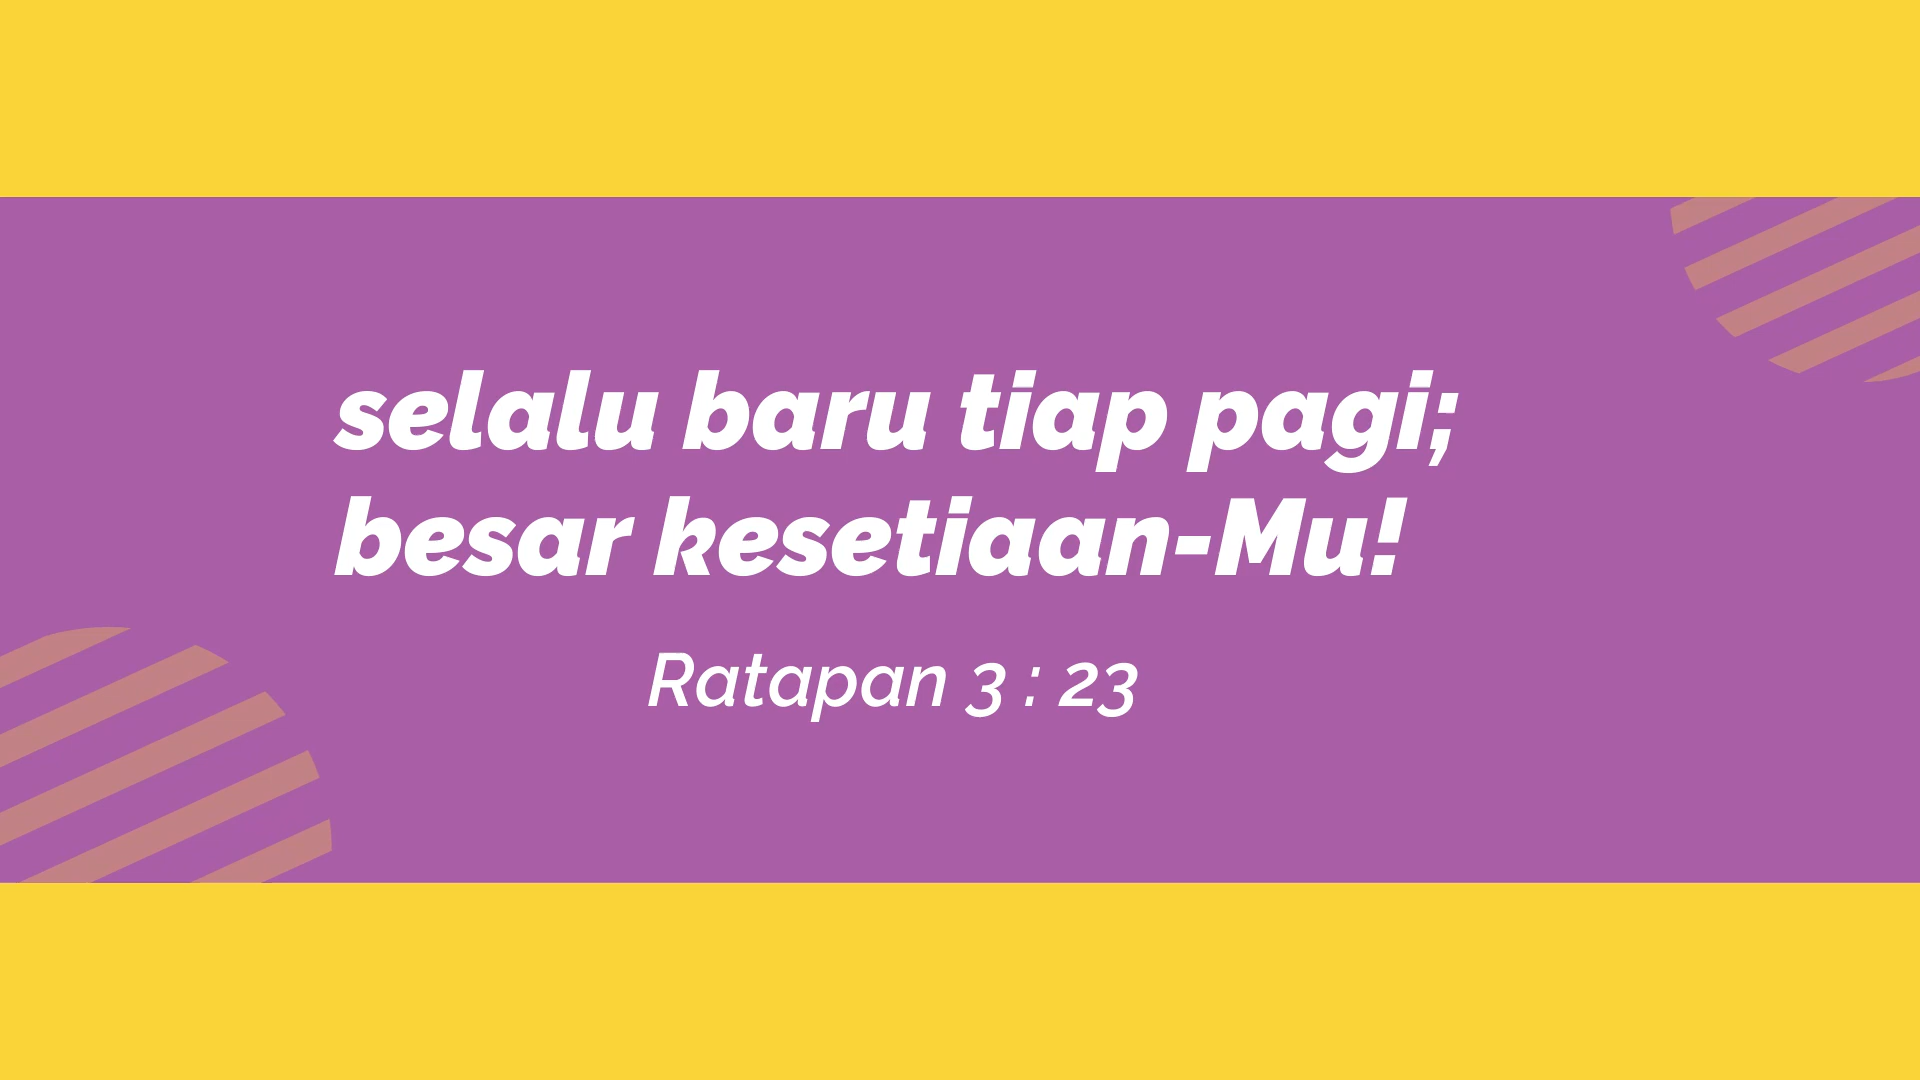 selalu baru tiap pagi;
besar kesetiaan-Mu!
Ratapan 3 : 23